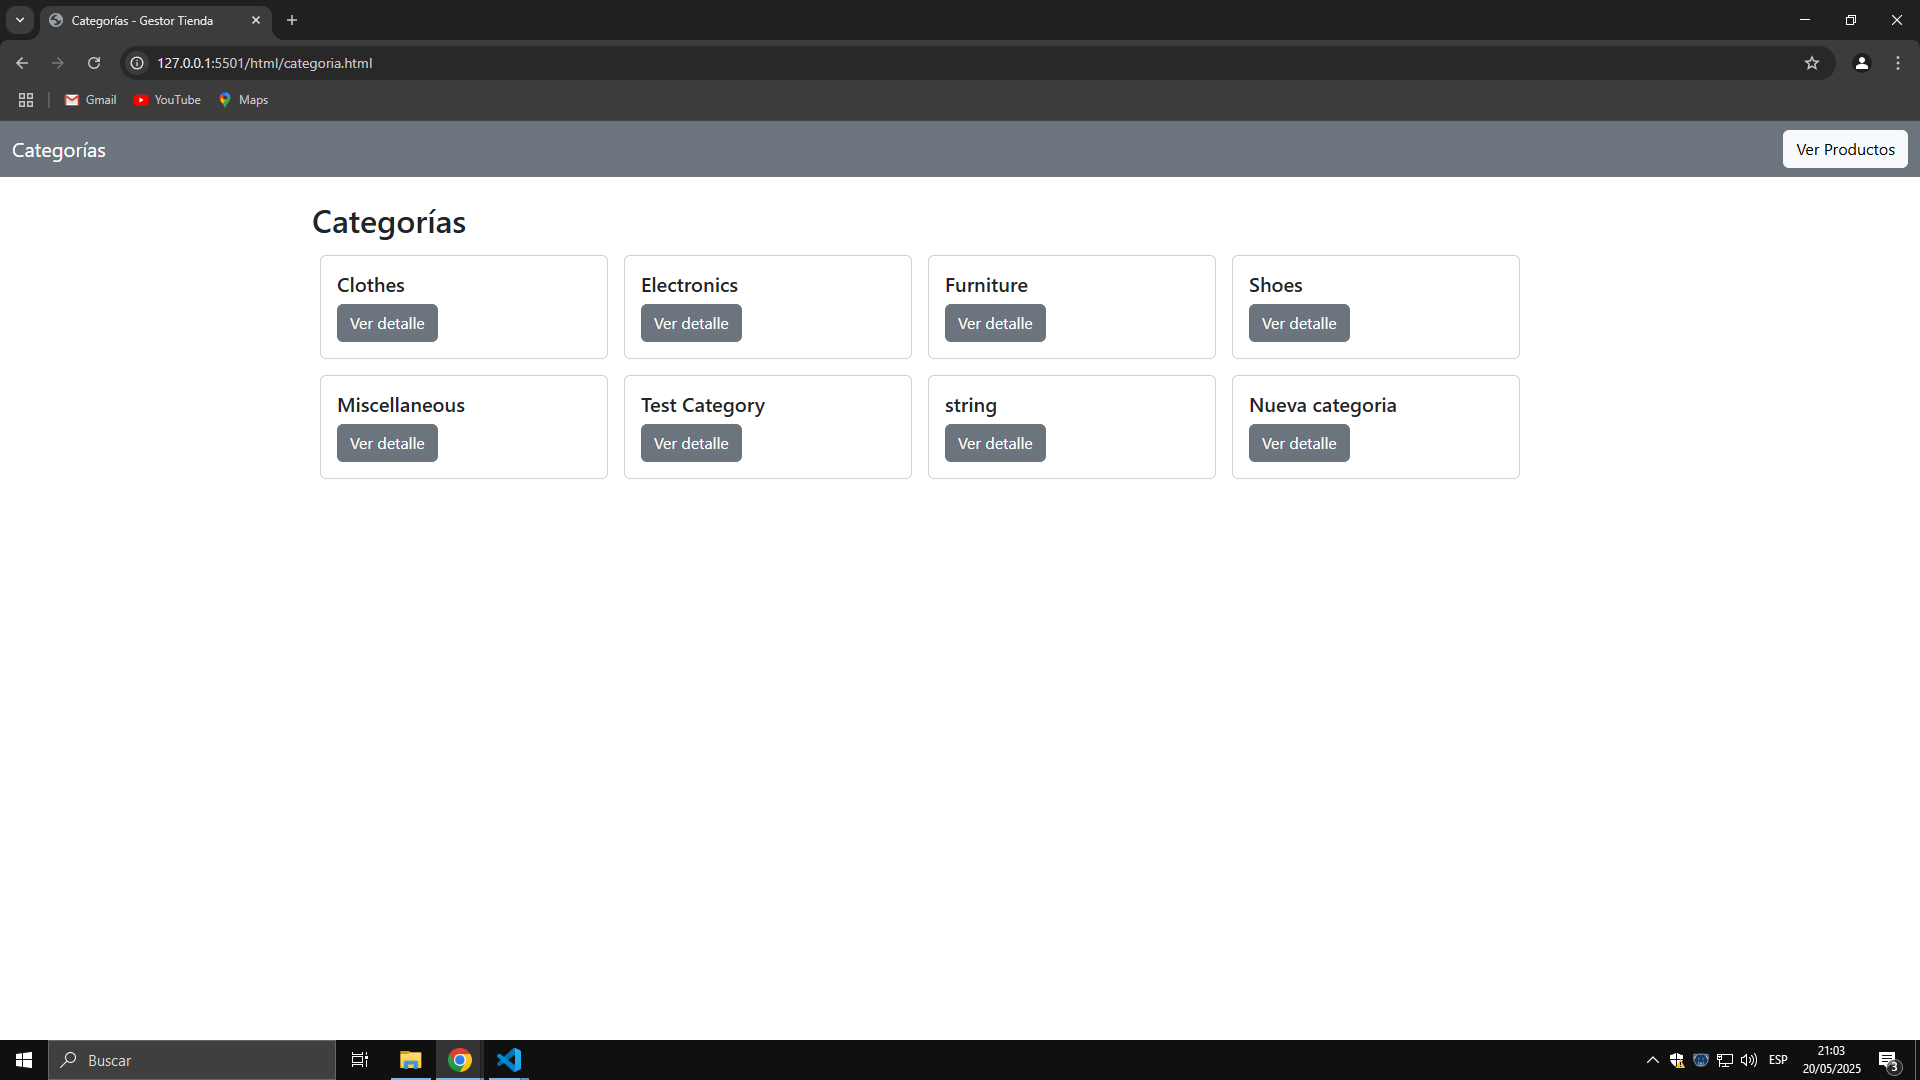 Categorías - Gestor Tienda
127.0.0.1:5501/html/categoria.html
Gmail YouTube Maps
Categorías Ver Productos
Categorías
Clothes Electronics Furniture Shoes
Ver detalle Ver detalle Ver detalle Ver detalle
Miscellaneous Test Category string Nueva categoria
Ver detalle Ver detalle Ver detalle Ver detalle
Buscar ESP 21:03
20/05/2025 3